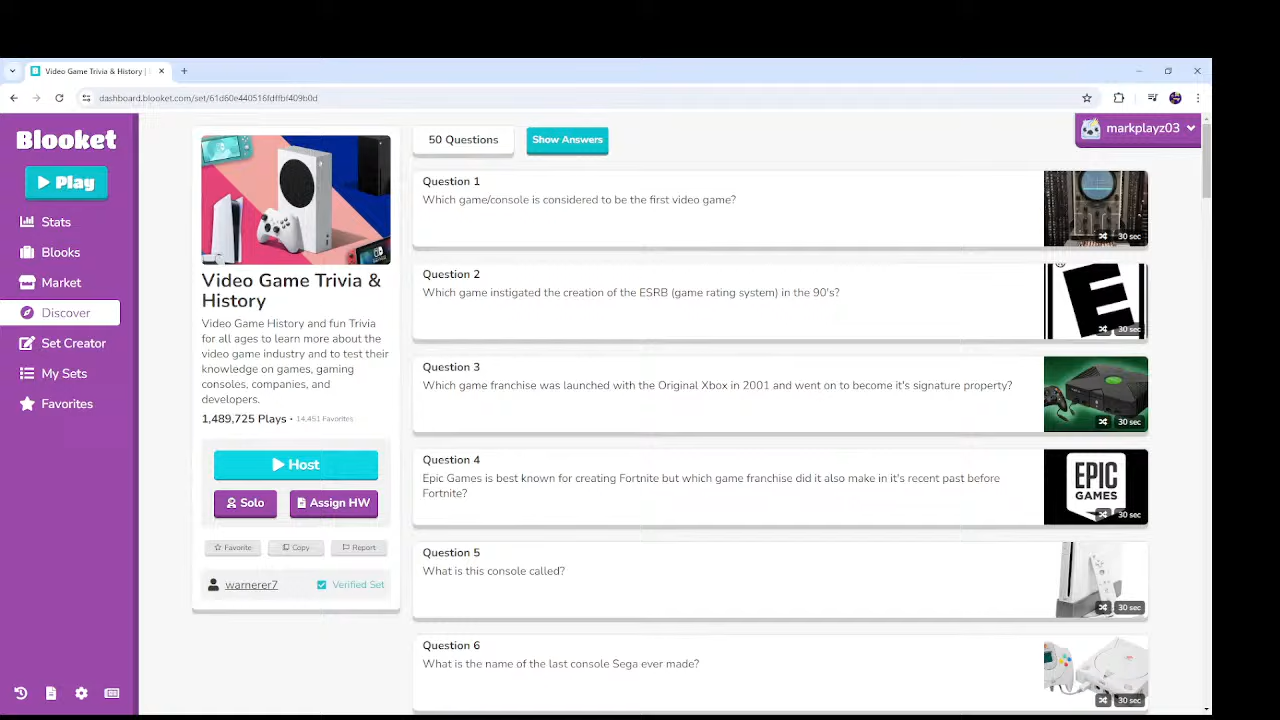 Video Game Trivia & History |
dashboard.blooket.com/set/61d60e440516fdffbf409b0d
Blooket
Play
Stats
Blooks
Market
Discover
Set Creator
My Sets
Favorites
Video Game Trivia &
History
Video Game History and fun Trivia
for all ages to learn more about the
video game industry and to test their
knowledge on games, gaming
consoles, companies, and
developers.
1,489,725 Plays • 14,451 Favorites
Host
Solo
Assign HW
Favorite
Copy
Report
warnerer7
Verified Set
50 Questions
Show Answers
markplayz03
Question 1
Which game/console is considered to be the first video game?
30 sec
Question 2
Which game instigated the creation of the ESRB (game rating system) in the 90's?
E
30 sec
Question 3
Which game franchise was launched with the Original Xbox in 2001 and went on to become it's signature property?
30 sec
Question 4
Epic Games is best known for creating Fortnite but which game franchise did it also make in it's recent past before
Fortnite?
EPIC
GAMES
30 sec
Question 5
What is this console called?
30 sec
Question 6
What is the name of the last console Sega ever made?
30 sec